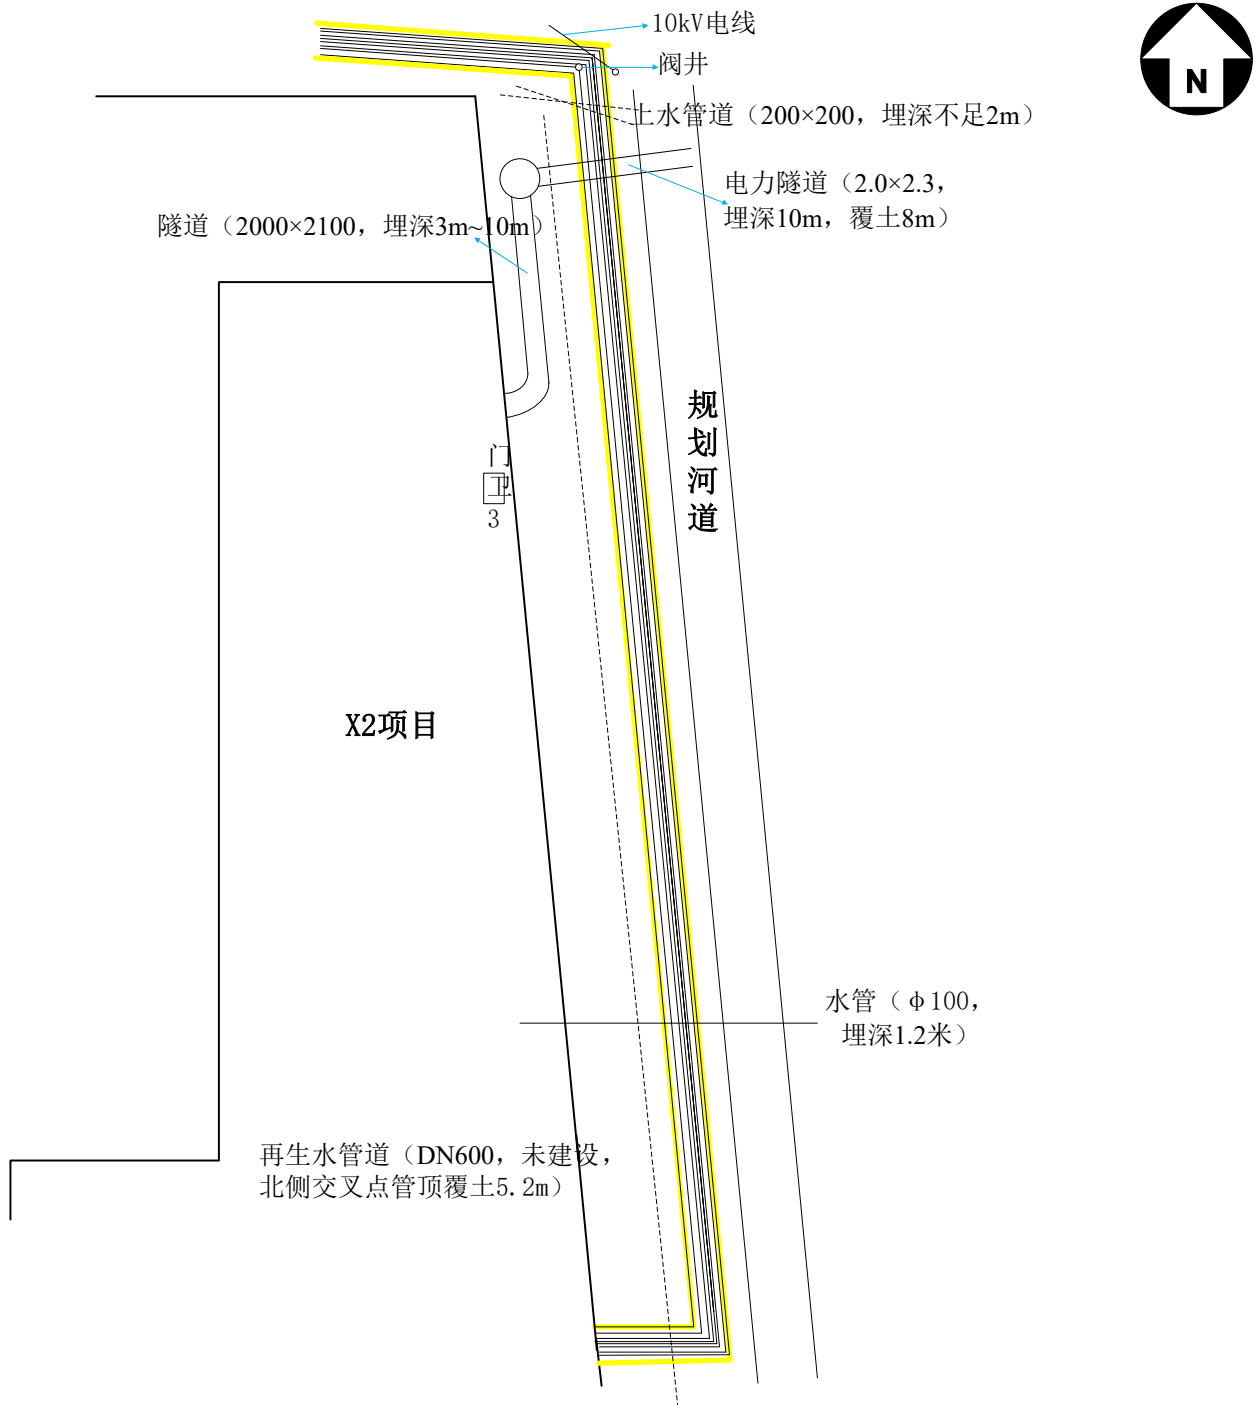 10kV电线
阀井
N
上水管道（200×200，埋深不足2m）
电力隧道（2.0×2.3，
埋深10m，覆土8m）
隧道（2000×2100，埋深3m~10m）
规
划
河
道
门
卫
3
X2项目
水管（φ100，
埋深1.2米）
再生水管道（DN600，未建设，
北侧交叉点管顶覆土5.2m）